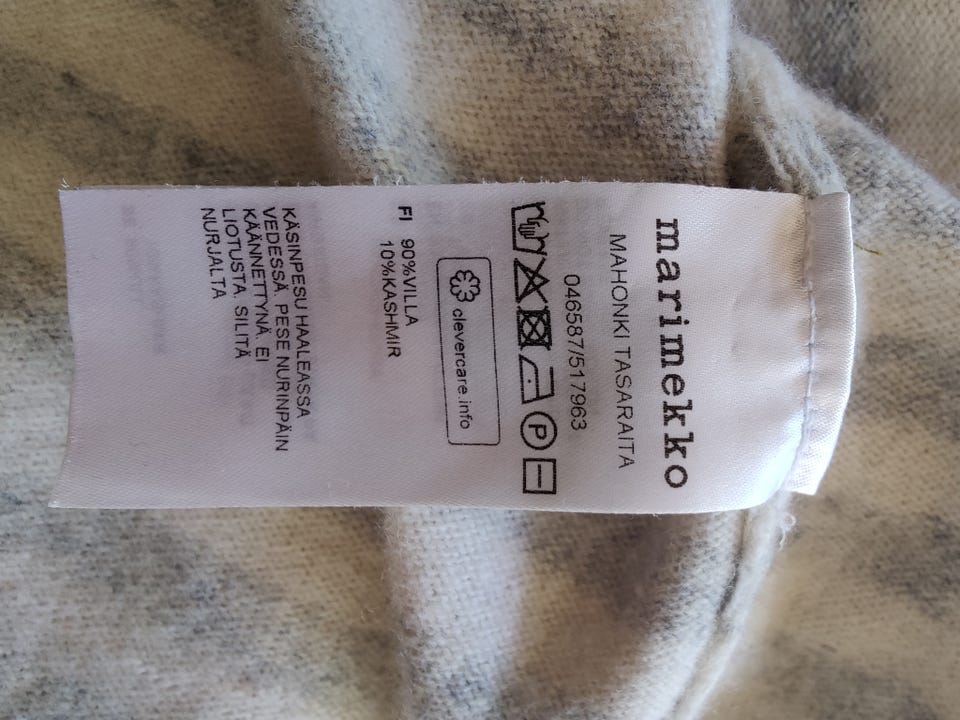 marimekko
MAHONKI TASARAITA
046587/517963
P
clevercare.info
FI 90%VILLA
10%KASHMIR
KÄSINPESU HAALEASSA
VEDESSÄ. PESE NURINPÄIN
KÄÄNNETTYNÄ. EI
LIOTUSTA. SILITÄ
NURJALTA